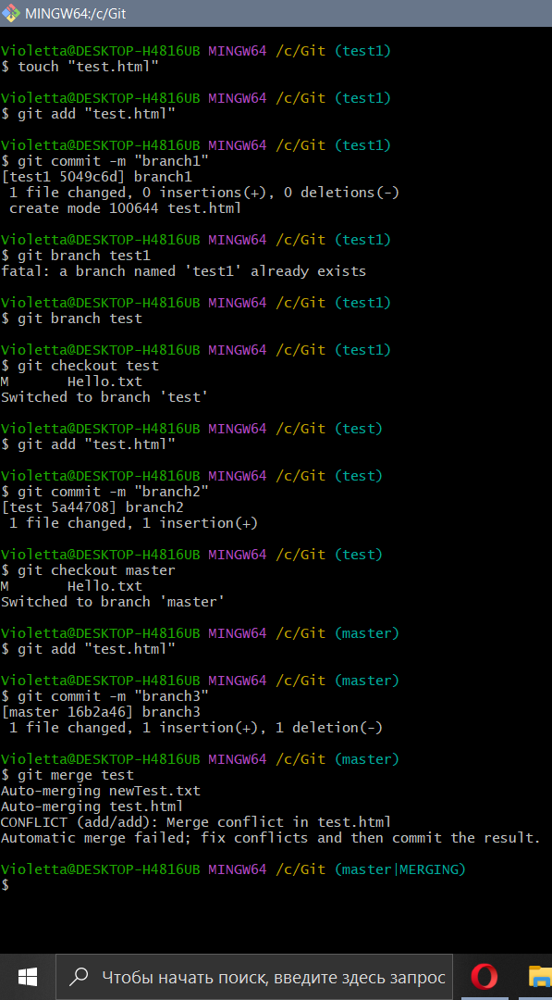 MINGW64:/c/Git
Violetta@DESKTOP-H4816UB MINGW64 /c/Git (test1)
$ touch "test.html"
Violetta@DESKTOP-H4816UB MINGW64 /c/Git (test1)
$ git add "test.html"
Violetta@DESKTOP-H4816UB MINGW64 /c/Git (test1)
$ git commit -m "branch1"
[test1 5049c6d] branch1
 1 file changed, 0 insertions(+), 0 deletions(-)
 create mode 100644 test.html
Violetta@DESKTOP-H4816UB MINGW64 /c/Git (test1)
$ git branch test1
fatal: a branch named 'test1' already exists
Violetta@DESKTOP-H4816UB MINGW64 /c/Git (test1)
$ git branch test
Violetta@DESKTOP-H4816UB MINGW64 /c/Git (test1)
$ git checkout test
M       Hello.txt
Switched to branch 'test'
Violetta@DESKTOP-H4816UB MINGW64 /c/Git (test)
$ git add "test.html"
Violetta@DESKTOP-H4816UB MINGW64 /c/Git (test)
$ git commit -m "branch2"
[test 5a44708] branch2
 1 file changed, 1 insertion(+)
Violetta@DESKTOP-H4816UB MINGW64 /c/Git (test)
$ git checkout master
M       Hello.txt
Switched to branch 'master'
Violetta@DESKTOP-H4816UB MINGW64 /c/Git (master)
$ git add "test.html"
Violetta@DESKTOP-H4816UB MINGW64 /c/Git (master)
$ git commit -m "branch3"
[master 16b2a46] branch3
 1 file changed, 1 insertion(+), 1 deletion(-)
Violetta@DESKTOP-H4816UB MINGW64 /c/Git (master)
$ git merge test
Auto-merging newTest.txt
Auto-merging test.html
CONFLICT (add/add): Merge conflict in test.html
Automatic merge failed; fix conflicts and then commit the result.
Violetta@DESKTOP-H4816UB MINGW64 /c/Git (master|MERGING)
$
Чтобы начать поиск, введите здесь запрос